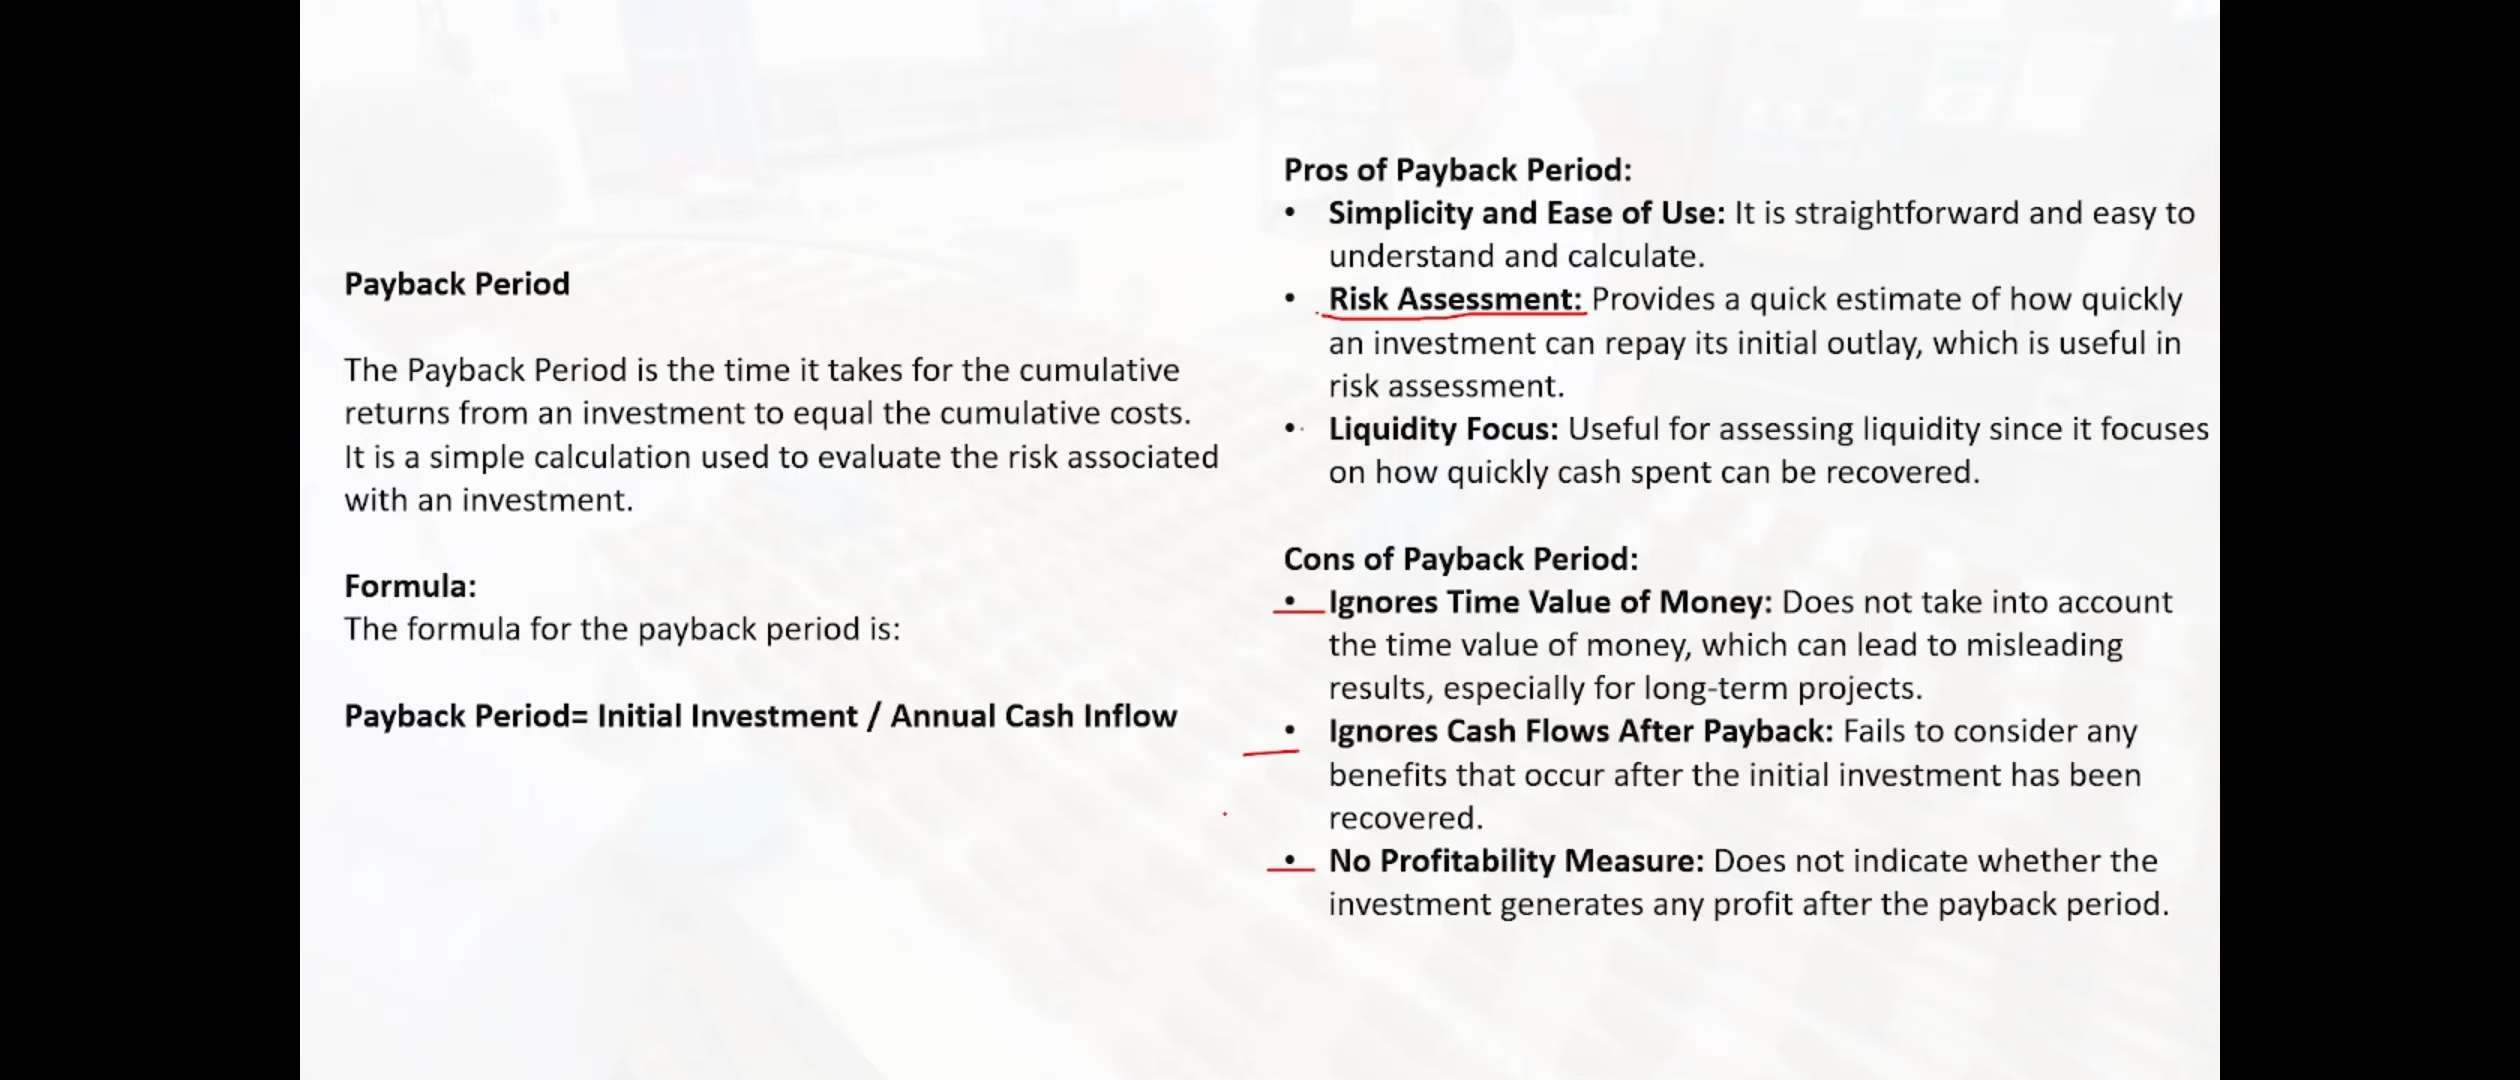 Payback Period
The Payback Period is the time it takes for the cumulative
returns from an investment to equal the cumulative costs.
It is a simple calculation used to evaluate the risk associated
with an investment.
Formula:
The formula for the payback period is:
Payback Period= Initial Investment / Annual Cash Inflow
Pros of Payback Period:
• Simplicity and Ease of Use: It is straightforward and easy to
understand and calculate.
• Risk Assessment: Provides a quick estimate of how quickly
an investment can repay its initial outlay, which is useful in
risk assessment.
• Liquidity Focus: Useful for assessing liquidity since it focuses
on how quickly cash spent can be recovered.
Cons of Payback Period:
• Ignores Time Value of Money: Does not take into account
the time value of money, which can lead to misleading
results, especially for long-term projects.
• Ignores Cash Flows After Payback: Fails to consider any
benefits that occur after the initial investment has been
recovered.
• No Profitability Measure: Does not indicate whether the
investment generates any profit after the payback period.